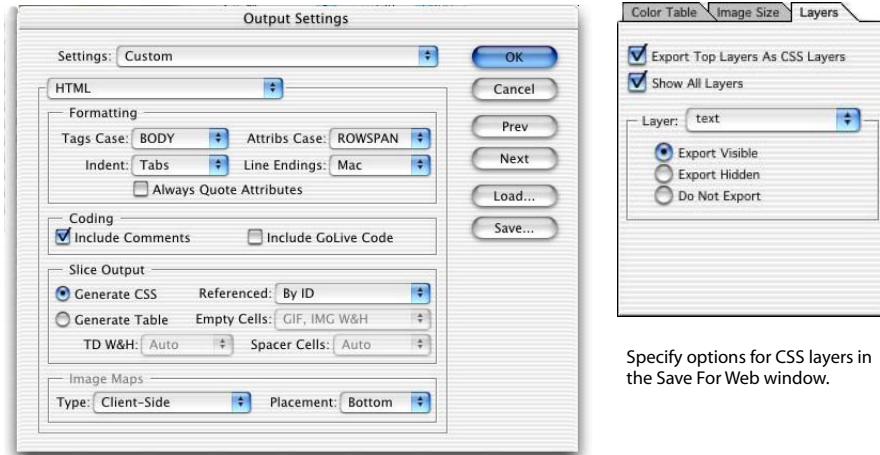 Output Settings
Settings: Custom
OK
HTML
Cancel
Formatting
Prev
Tags Case: BODY Attribs Case: ROWSPAN
Next
Indent: Tabs Line Endings: Mac
Always Quote Attributes
Load...
Coding
Save...
Include Comments Include GoLive Code
Slice Output
Generate CSS Referenced: By ID
Generate Table Empty Cells: GIF, IMG W&H
TD W&H: Auto Spacer Cells: Auto
Image Maps
Type: Client-Side Placement: Bottom
Color Table Image Size Layers
Export Top Layers As CSS Layers
Show All Layers
Layer: text
Export Visible
Export Hidden
Do Not Export
Specify options for CSS layers in
the Save For Web window.